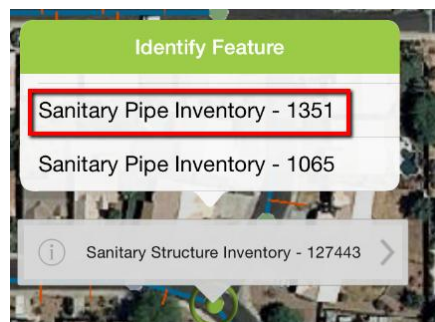 Identify Feature
Sanitary Pipe Inventory - 1351
Sanitary Pipe Inventory - 1065
Sanitary Structure Inventory - 127443